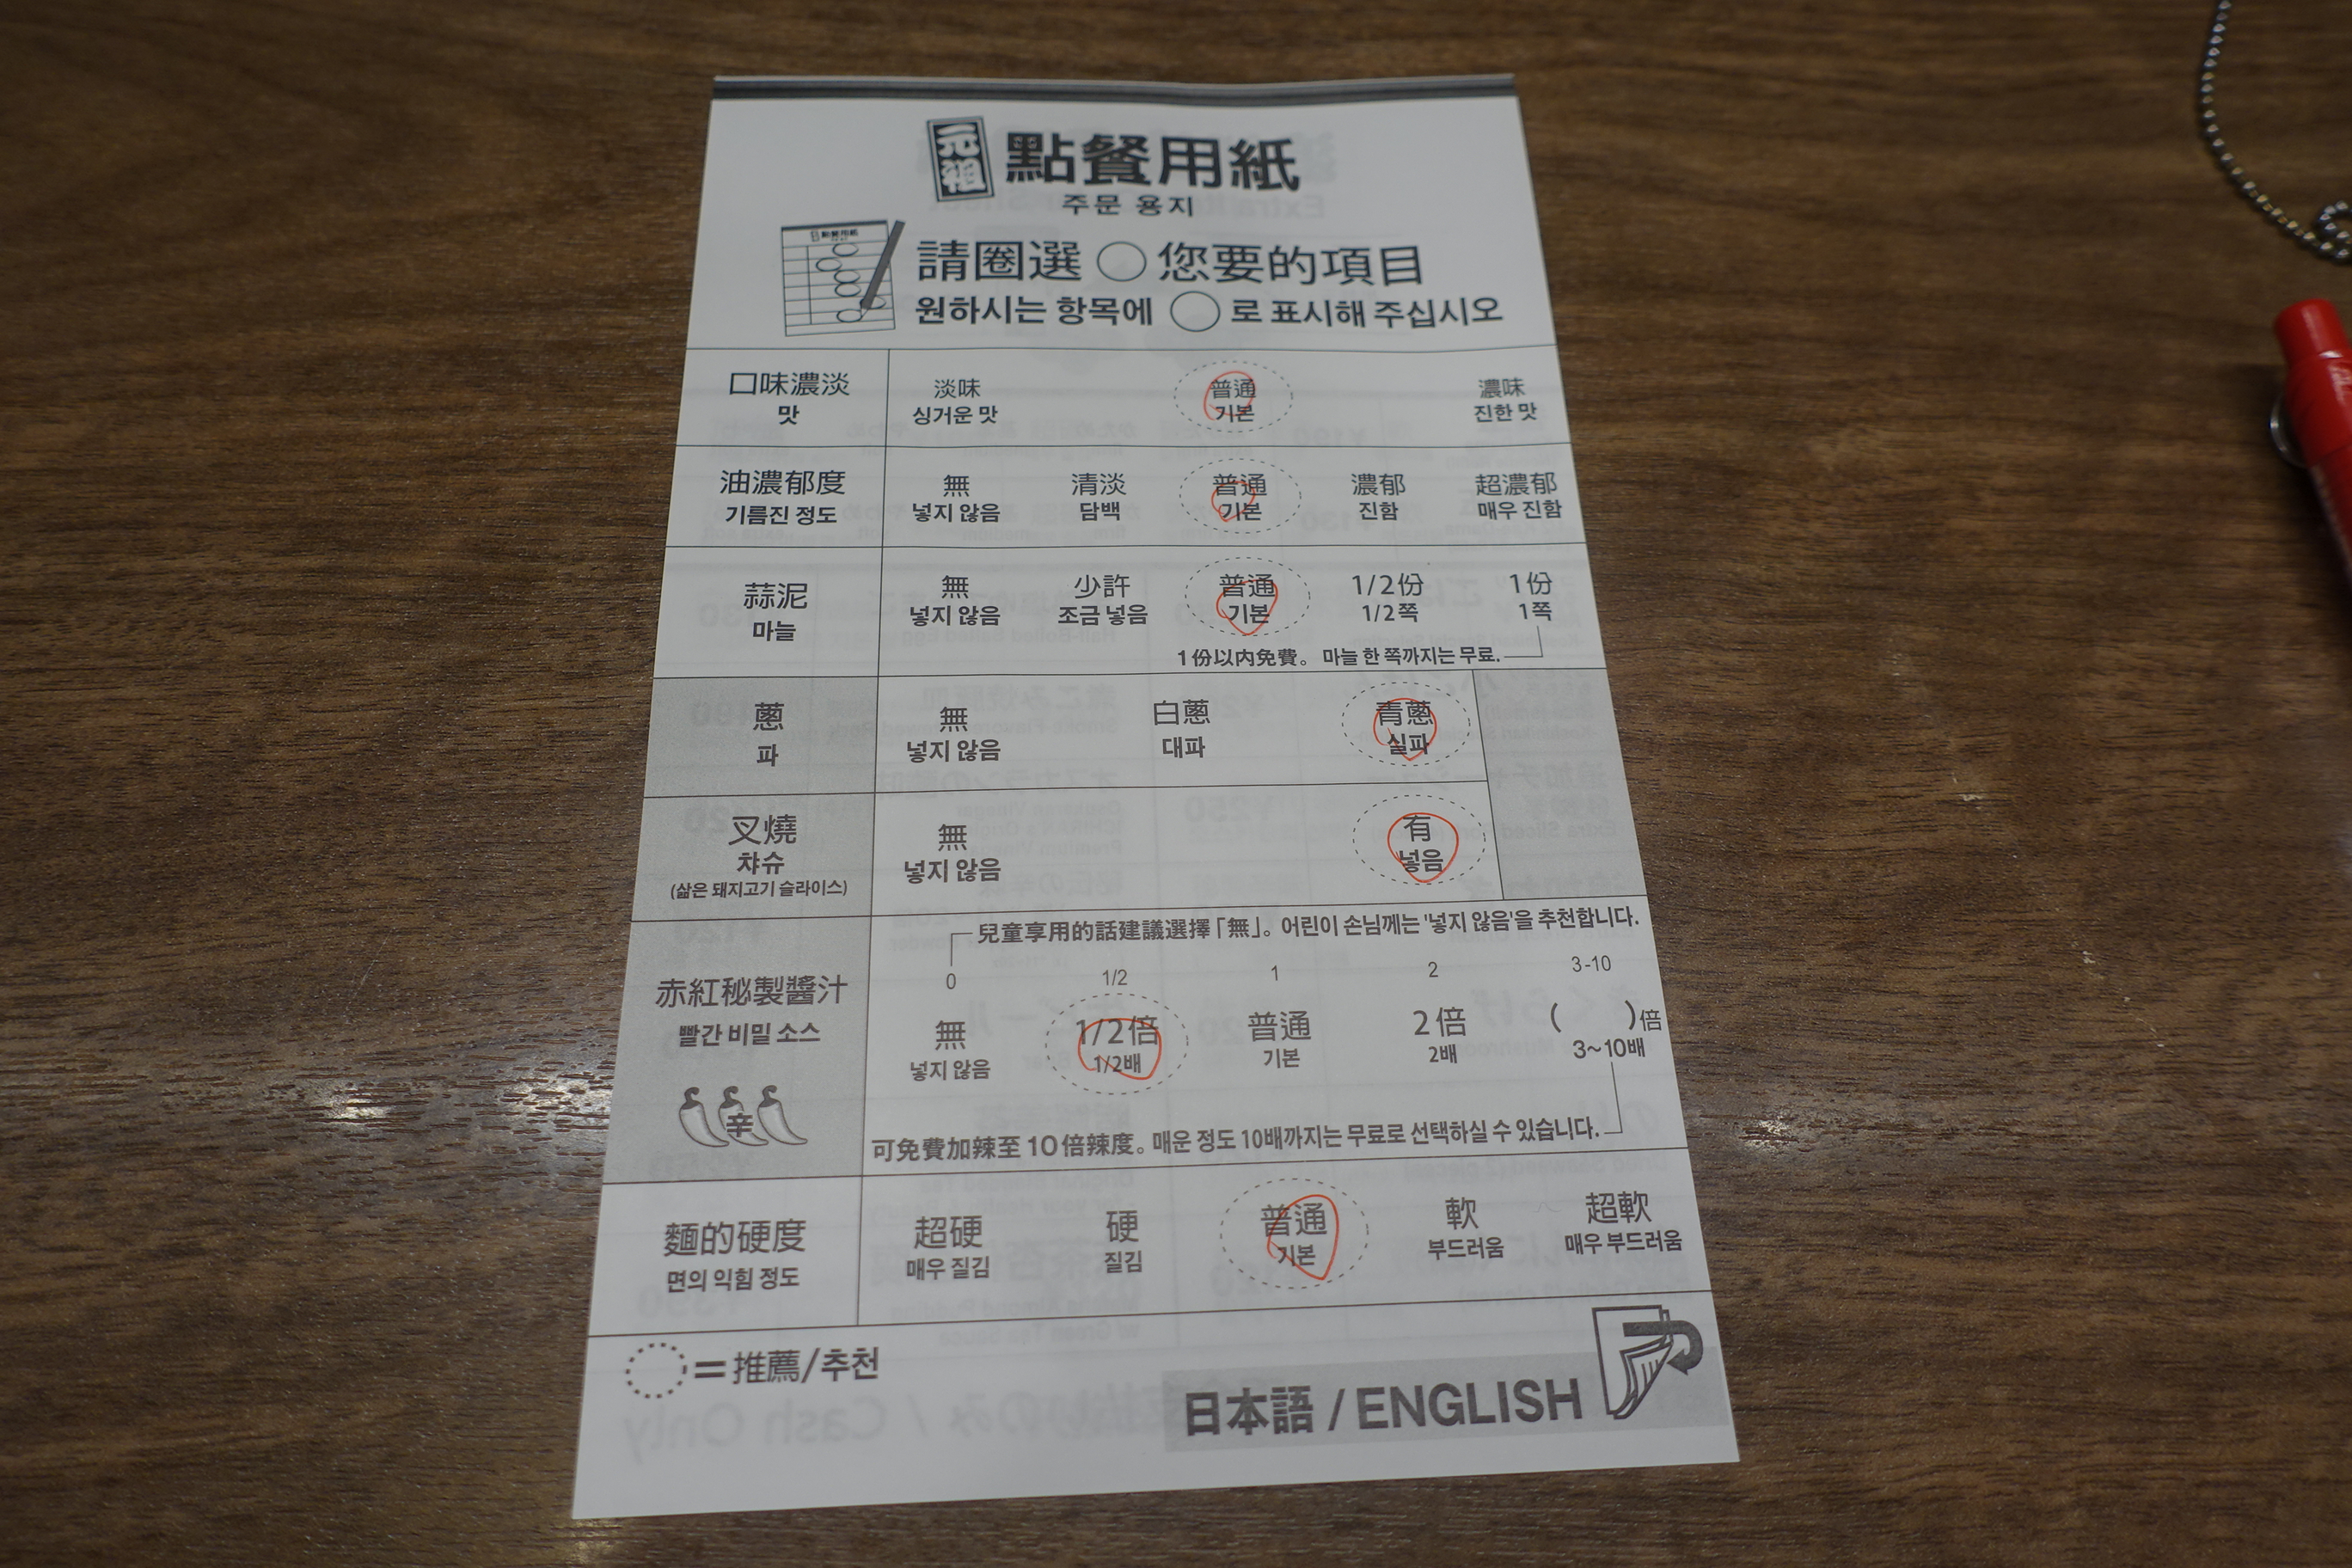 元祖 點餐用紙
주문 용지
點餐用紙
請圈選 ◯ 您要的項目
원하시는 항목에 ◯ 로 표시해 주십시오
口味濃淡 淡味 普通 濃味
맛 싱거운 맛 기본 진한 맛
油濃郁度 無 清淡 普通 濃郁 超濃郁
기름진 정도 넣지 않음 담백 기본 진함 매우 진함
蒜泥 無 少許 普通 1/2份 1份
마늘 넣지 않음 조금 넣음 기본 1/2쪽 1쪽
1份以內免費。 마늘 한 쪽까지는 무료.
蔥 無 白蔥 青蔥
파 넣지 않음 대파 실파
叉燒 無 有
챠슈 넣지 않음 넣음
(삶은 돼지고기 슬라이스)
兒童享用的話建議選擇「無」。어린이 손님께는 '넣지 않음'을 추천합니다.
0 1/2 1 2 3-10
赤紅秘製醬汁 無 1/2倍 普通 2倍 ( )倍
빨간 비밀 소스 넣지 않음 1/2배 기본 2배 3~10배
辛
可免費加辣至10倍辣度。매운 정도 10배까지는 무료로 선택하실 수 있습니다.
麵的硬度 超硬 硬 普通 軟 超軟
면의 익힘 정도 매우 질김 질김 기본 부드러움 매우 부드러움
=推薦/추천
日本語 / ENGLISH